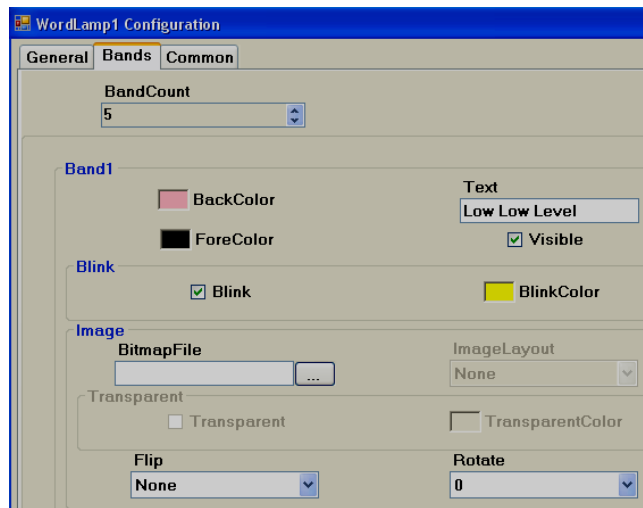 WordLamp1 Configuration
General Bands Common
BandCount
5
Band1
BackColor
Text
Low Low Level
ForeColor
Visible
Blink
Blink
BlinkColor
Image
BitmapFile
...
ImageLayout
None
Transparent
Transparent
TransparentColor
Flip
None
Rotate
0